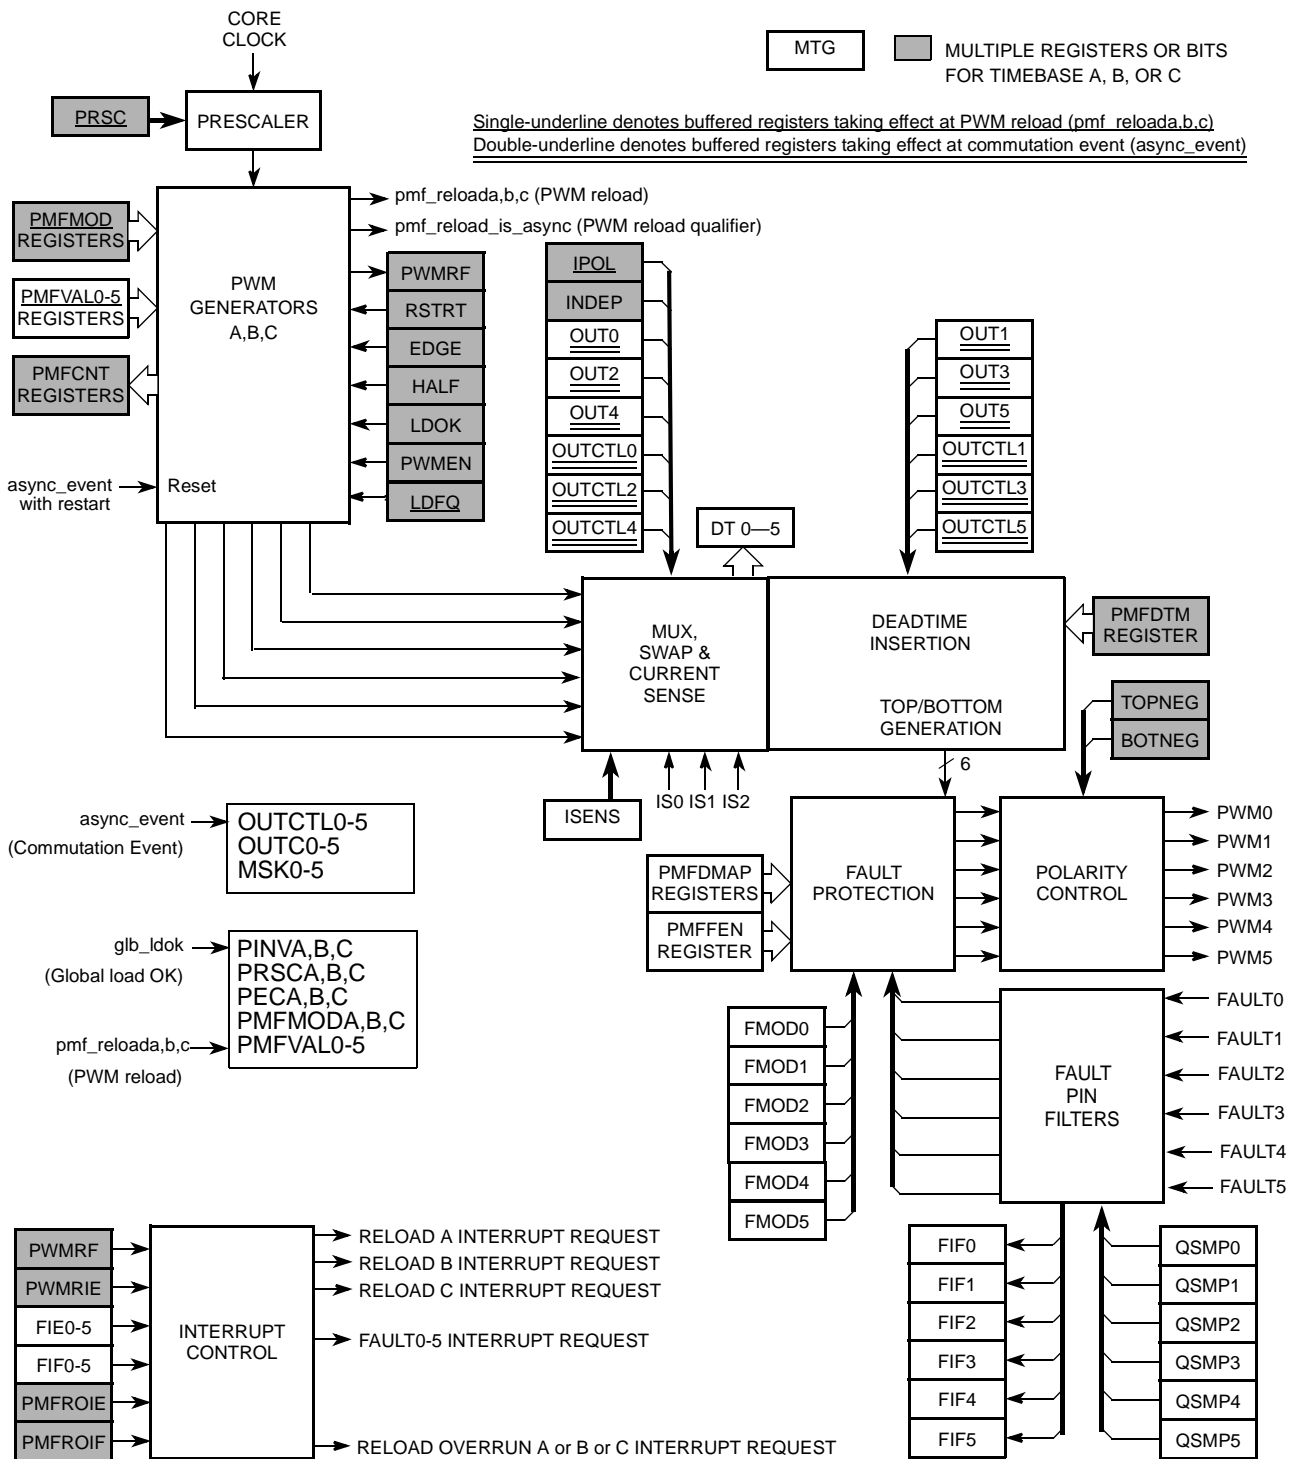 CORE
CLOCK
MTG
MULTIPLE REGISTERS OR BITS
FOR TIMEBASE A, B, OR C
PRSC
PRESCALER
Single-underline denotes buffered registers taking effect at PWM reload (pmf_reloada,b,c)
Double-underline denotes buffered registers taking effect at commutation event (async_event)
pmf_reloada,b,c (PWM reload)
pmf_reload_is_async (PWM reload qualifier)
PMFMOD
REGISTERS
PMFVAL0-5
REGISTERS
PMFCNT
REGISTERS
PWM
GENERATORS
A,B,C
async_event
with restart
Reset
PWMRF
RSTRT
EDGE
HALF
LDOK
PWMEN
LDFQ
IPOL
INDEP
OUT0
OUT2
OUT4
OUTCTL0
OUTCTL2
OUTCTL4
DT 0—5
OUT1
OUT3
OUT5
OUTCTL1
OUTCTL3
OUTCTL5
MUX,
SWAP &
CURRENT
SENSE
DEADTIME
INSERTION
TOP/BOTTOM
GENERATION
PMFDTM
REGISTER
TOPNEG
BOTNEG
6
ISENS
IS0 IS1 IS2
async_event
(Commutation Event)
OUTCTL0-5
OUTC0-5
MSK0-5
PMFDMAP
REGISTERS
PMFFEN
REGISTER
FAULT
PROTECTION
POLARITY
CONTROL
PWM0
PWM1
PWM2
PWM3
PWM4
PWM5
glb_ldok
(Global load OK)
pmf_reloada,b,c
(PWM reload)
PINVA,B,C
PRSCA,B,C
PECA,B,C
PMFMODA,B,C
PMFVAL0-5
FMOD0
FMOD1
FMOD2
FMOD3
FMOD4
FMOD5
FAULT
PIN
FILTERS
FAULT0
FAULT1
FAULT2
FAULT3
FAULT4
FAULT5
PWMRF
PWMRIE
FIE0-5
FIF0-5
PMFROIE
PMFROIF
INTERRUPT
CONTROL
RELOAD A INTERRUPT REQUEST
RELOAD B INTERRUPT REQUEST
RELOAD C INTERRUPT REQUEST
FAULT0-5 INTERRUPT REQUEST
RELOAD OVERRUN A or B or C INTERRUPT REQUEST
FIF0
FIF1
FIF2
FIF3
FIF4
FIF5
QSMP0
QSMP1
QSMP2
QSMP3
QSMP4
QSMP5